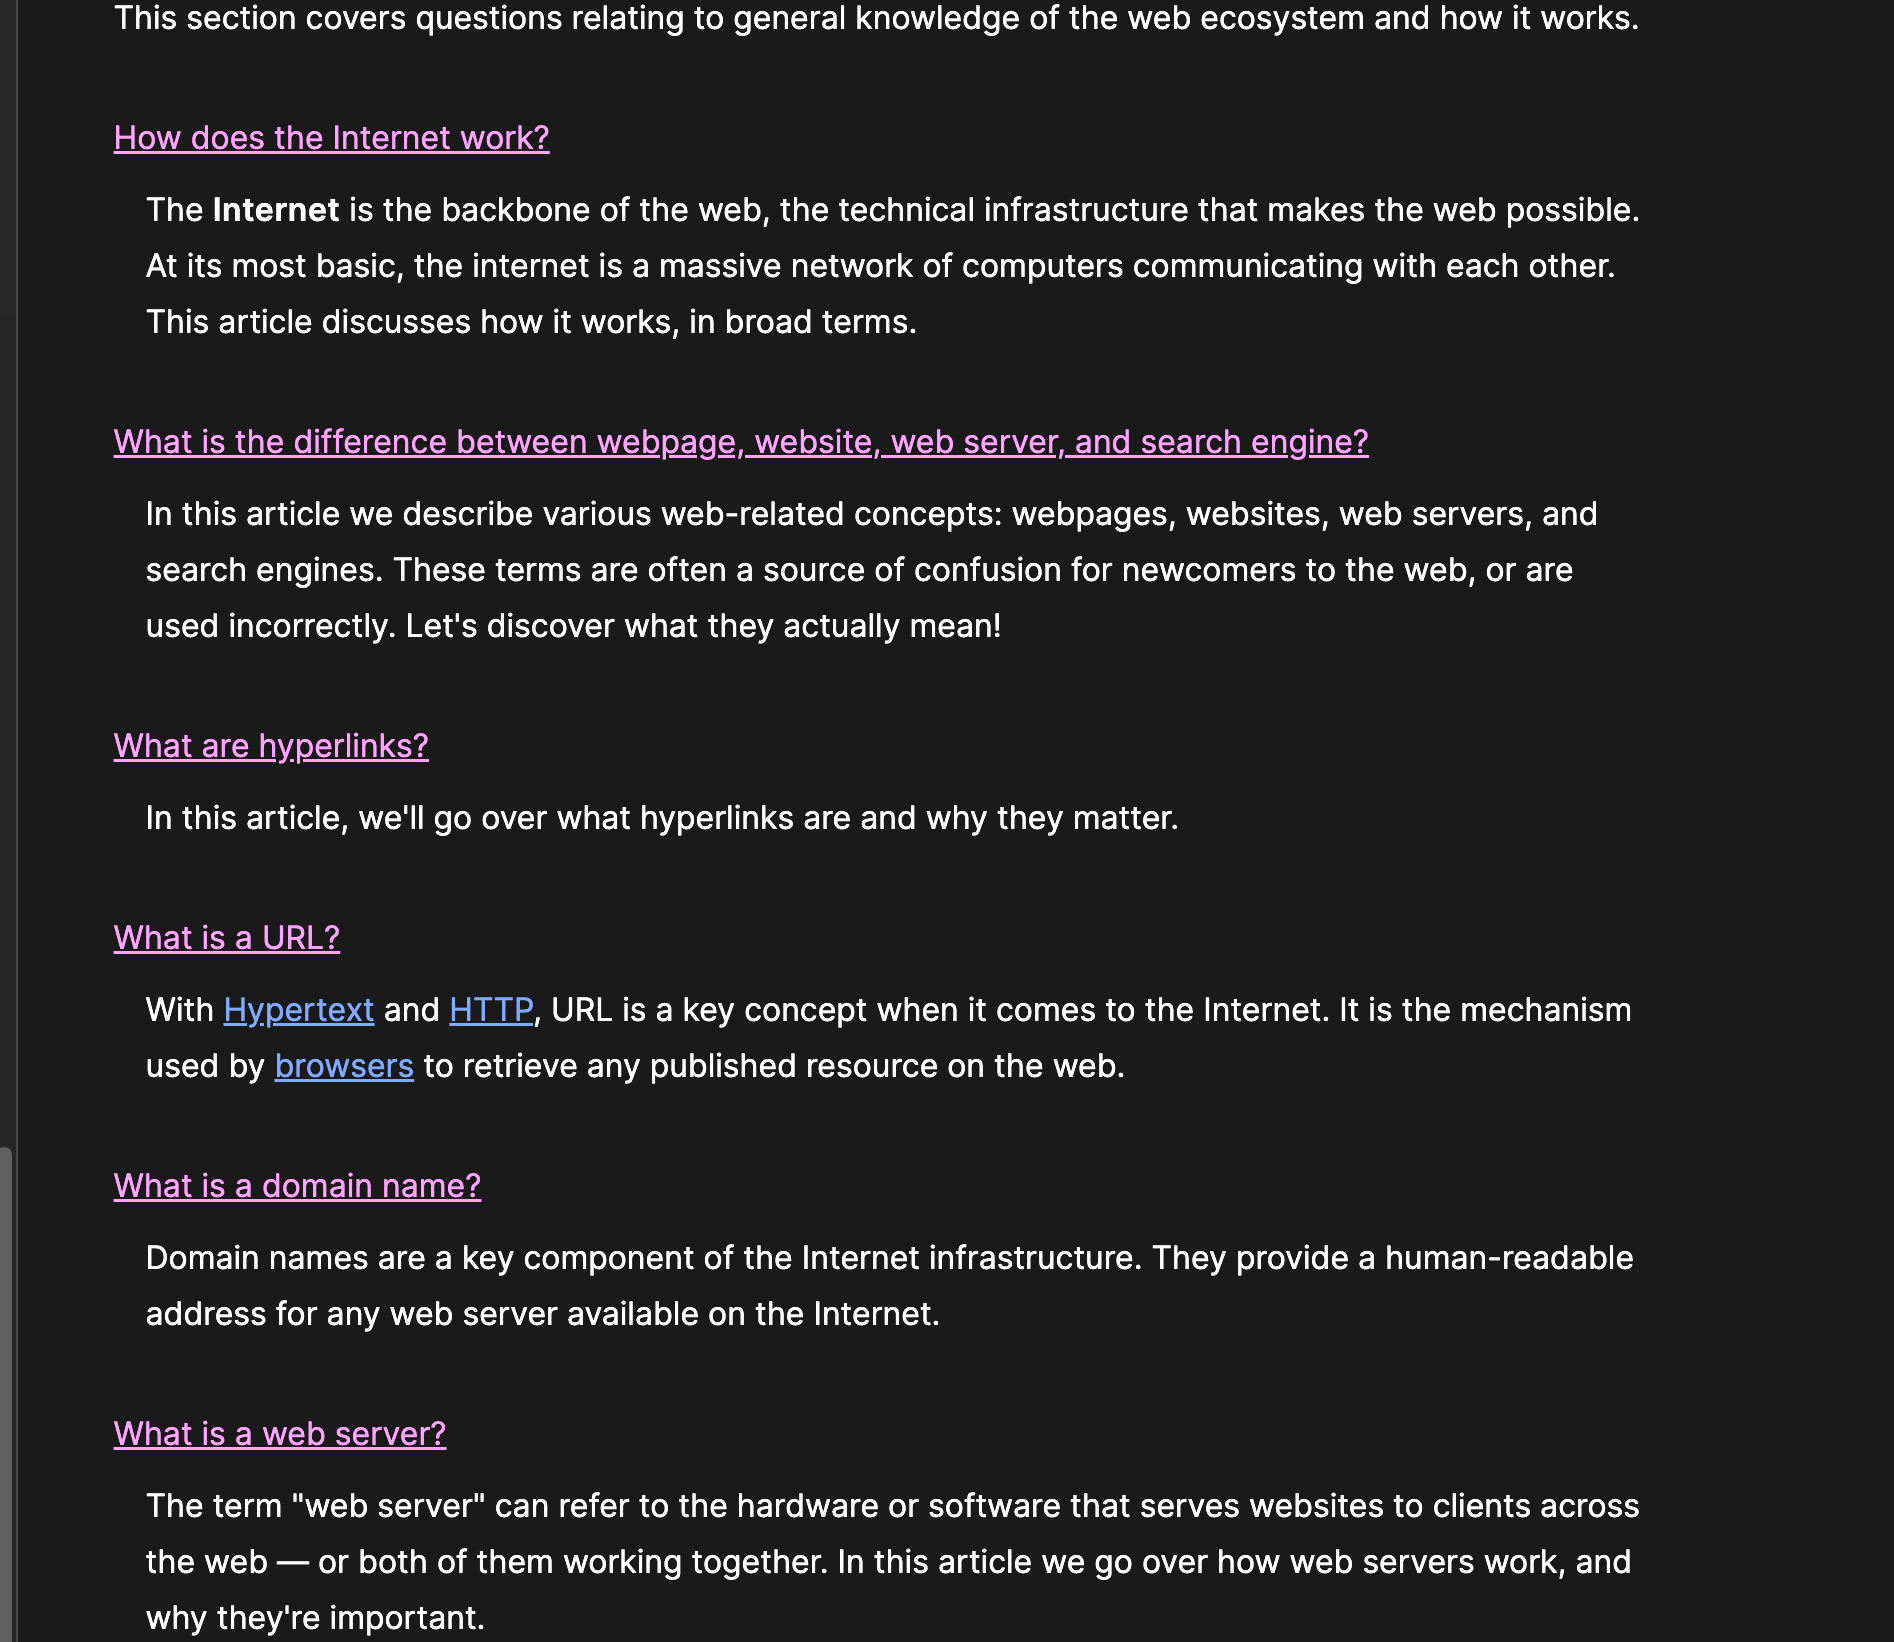 This section covers questions relating to general knowledge of the web ecosystem and how it works.
How does the Internet work?
The Internet is the backbone of the web, the technical infrastructure that makes the web possible.
At its most basic, the internet is a massive network of computers communicating with each other.
This article discusses how it works, in broad terms.
What is the difference between webpage, website, web server, and search engine?
In this article we describe various web-related concepts: webpages, websites, web servers, and
search engines. These terms are often a source of confusion for newcomers to the web, or are
used incorrectly. Let's discover what they actually mean!
What are hyperlinks?
In this article, we'll go over what hyperlinks are and why they matter.
What is a URL?
With Hypertext and HTTP, URL is a key concept when it comes to the Internet. It is the mechanism
used by browsers to retrieve any published resource on the web.
What is a domain name?
Domain names are a key component of the Internet infrastructure. They provide a human-readable
address for any web server available on the Internet.
What is a web server?
The term "web server" can refer to the hardware or software that serves websites to clients across
the web — or both of them working together. In this article we go over how web servers work, and
why they're important.